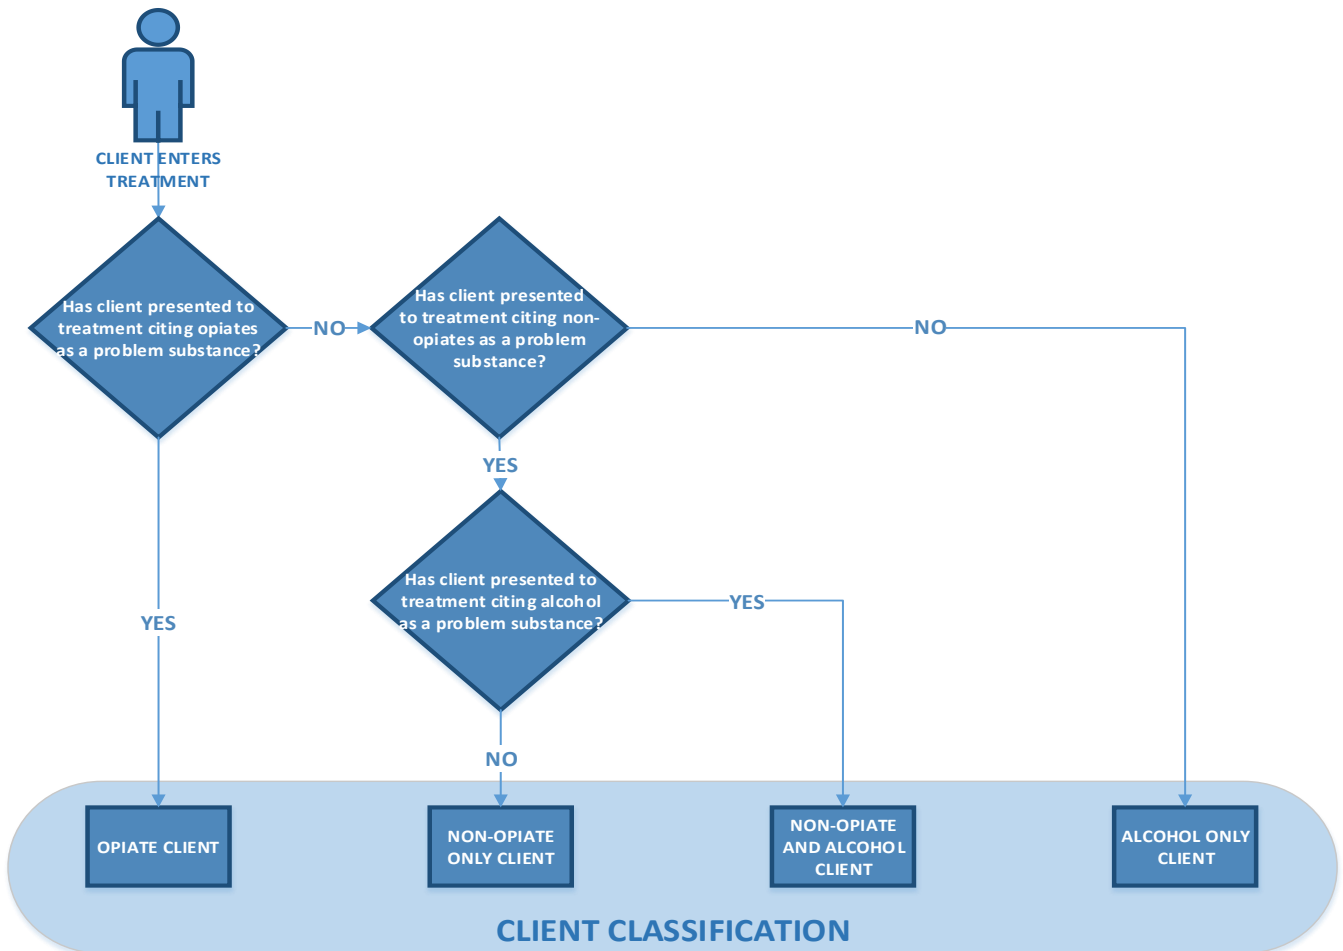 CLIENT ENTERS
TREATMENT
Has client presented to
treatment citing opiates
as a problem substance?
NO
Has client presented
to treatment citing non-
opiates as a problem
substance?
NO
YES
Has client presented to
treatment citing alcohol
as a problem substance?
YES
YES
NO
OPIATE CLIENT
NON-OPIATE
ONLY CLIENT
NON-OPIATE
AND ALCOHOL
CLIENT
ALCOHOL ONLY
CLIENT
CLIENT CLASSIFICATION